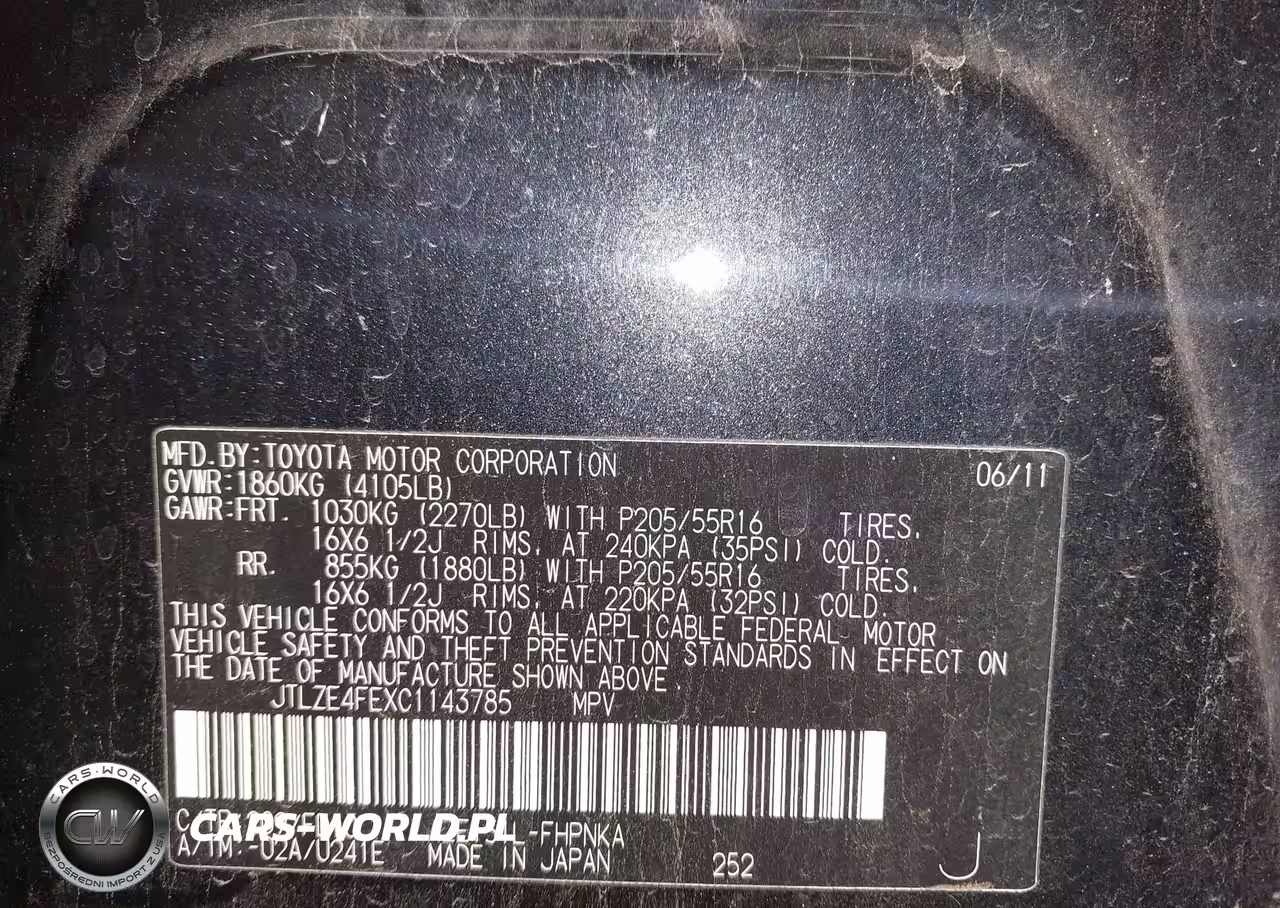 MFD.BY:TOYOTA MOTOR CORPORATION 06/11
GVWR:1860KG (4105LB)
GAWR:FRT. 1030KG (2270LB) WITH P205/55R16 TIRES,
16X6 1/2J RIMS, AT 240KPA (35PSI) COLD.
RR. 855KG (1880LB) WITH P205/55R16 TIRES,
16X6 1/2J RIMS, AT 220KPA (32PSI) COLD.
THIS VEHICLE CONFORMS TO ALL APPLICABLE FEDERAL MOTOR
VEHICLE SAFETY AND THEFT PREVENTION STANDARDS IN EFFECT ON
THE DATE OF MANUFACTURE SHOWN ABOVE.
JTLZE4FEXC1143785 MPV
-FHPNKA
A/TM:-02A/U241E MADE IN JAPAN 252 J
CARS-WORLD.PL
CARS-WORLD
CW
BEZPOŚREDNI IMPORT Z USA